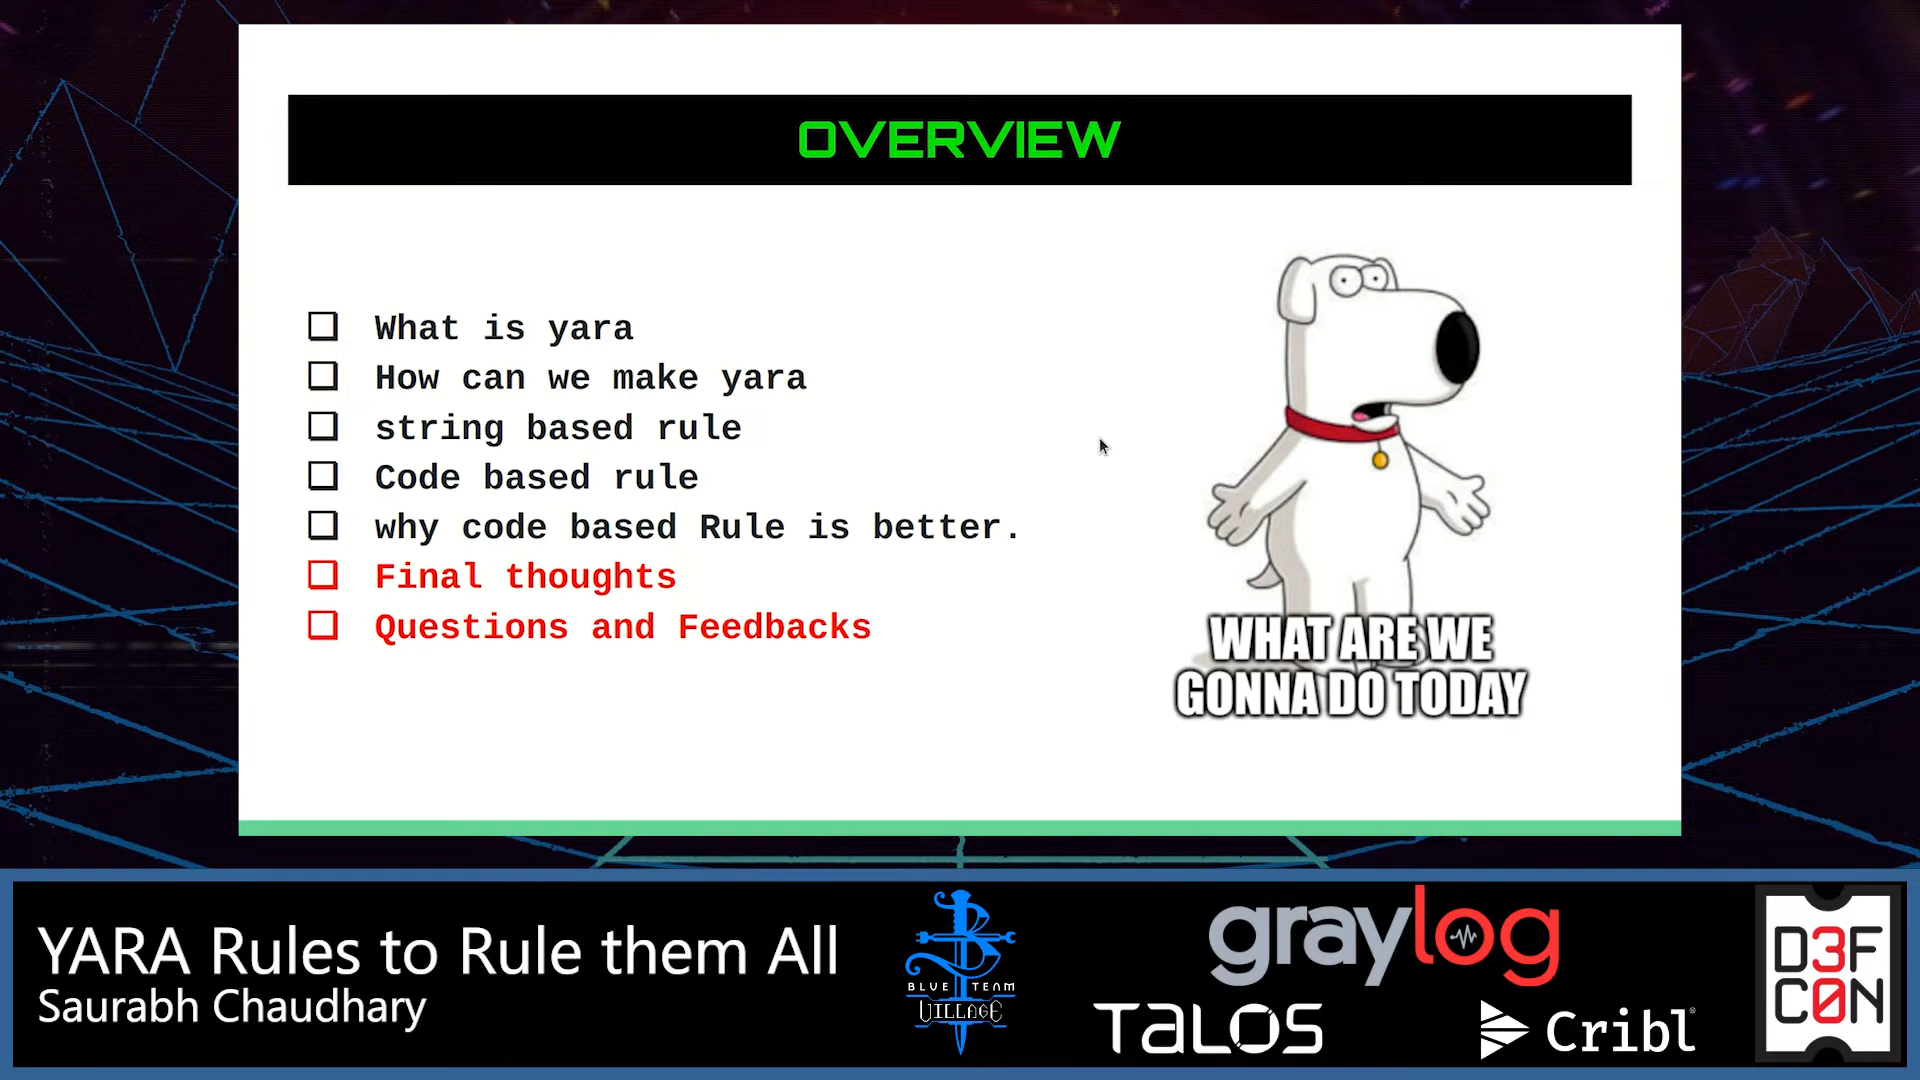 OVERVIEW
What is yara
How can we make yara
string based rule
Code based rule
why code based Rule is better.
Final thoughts
Questions and Feedbacks
WHAT ARE WE
GONNA DO TODAY
YARA Rules to Rule them All
Saurabh Chaudhary
BLUE TEAM
VILLAGE
graylog
TALOS
Cribl
D3F
C0N